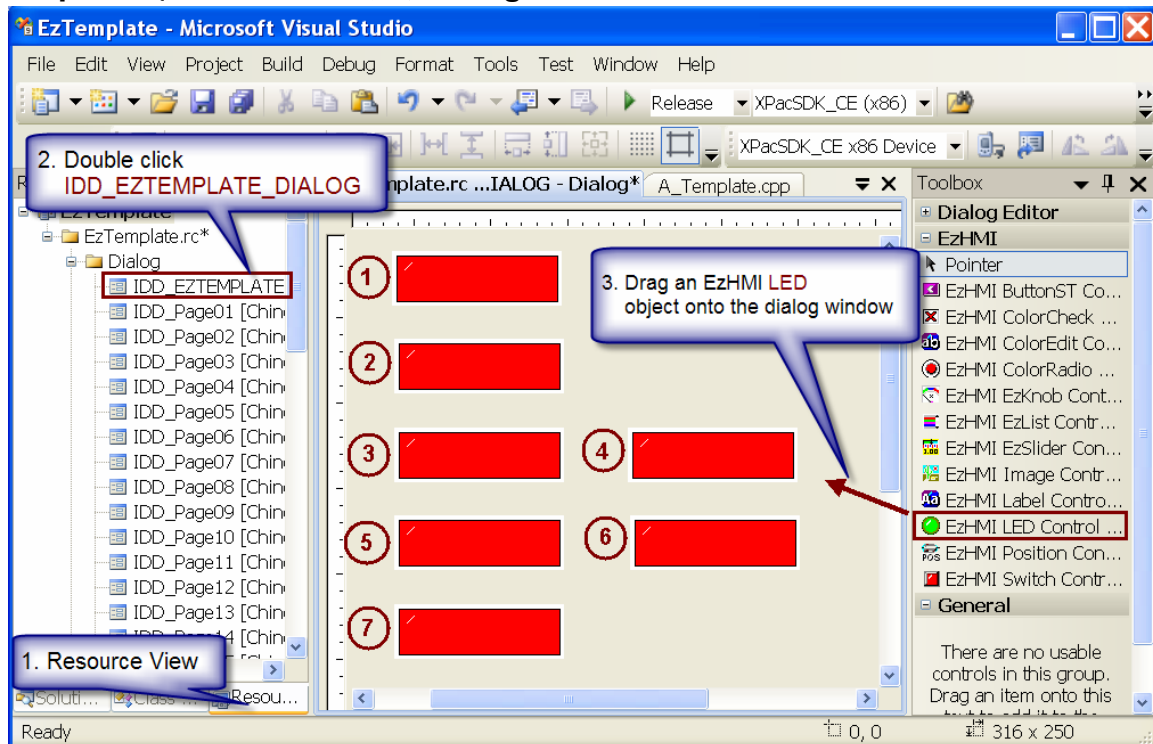 EzTemplate - Microsoft Visual Studio
File Edit View Project Build Debug Format Tools Test Window Help
Release XPacSDK_CE (x86)
XPacSDK_CE x86 Device
2. Double click
IDD_EZTEMPLATE_DIALOG
nplate.rc ...IALOG - Dialog* A_Template.cpp
Toolbox
EzTemplate
EzTemplate.rc*
Dialog
IDD_EZTEMPLATE
IDD_Page01 [Chin
IDD_Page02 [Chin
IDD_Page03 [Chin
IDD_Page04 [Chin
IDD_Page05 [Chin
IDD_Page06 [Chin
IDD_Page07 [Chin
IDD_Page08 [Chin
IDD_Page09 [Chin
IDD_Page10 [Chin
IDD_Page11 [Chin
IDD_Page12 [Chin
IDD_Page13 [Chin
[Chin
1. Resource View
Soluti... Class ... Resou...
1
2
3
4
5
6
7
3. Drag an EzHMI LED
object onto the dialog window
Dialog Editor
EzHMI
Pointer
EzHMI ButtonST Co...
EzHMI ColorCheck ...
EzHMI ColorEdit Co...
EzHMI ColorRadio ...
EzHMI EzKnob Cont...
EzHMI EzList Contr...
EzHMI EzSlider Con...
EzHMI Image Contr...
EzHMI Label Contro...
EzHMI LED Control ...
EzHMI Position Con...
EzHMI Switch Contr...
General
There are no usable
controls in this group.
Drag an item onto this
Ready
0, 0
316 x 250